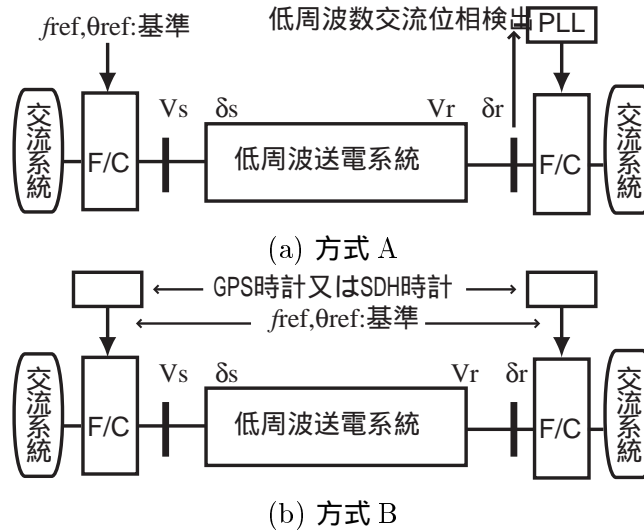 fref,θref:基準
低周波数交流位相検出
PLL
Vs
δs
Vr
δr
交流系統
F/C
低周波送電系統
F/C
交流系統
(a) 方式 A
GPS時計又はSDH時計
fref,θref:基準
Vs
δs
Vr
δr
交流系統
F/C
低周波送電系統
F/C
交流系統
(b) 方式 B